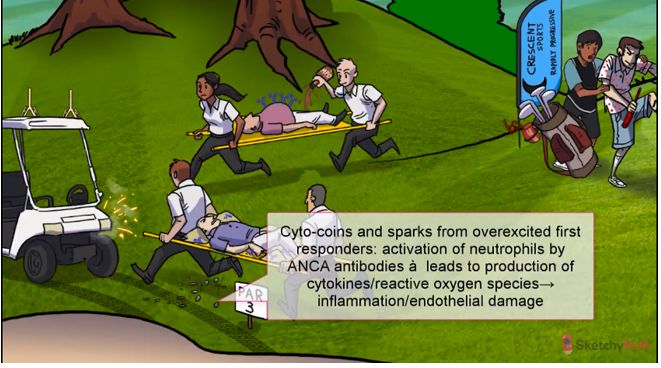 CRESCENT
SPORTS
RAPIDLY PROGRESSIVE
Cyto-coins and sparks from overexcited first
responders: activation of neutrophils by
ANCA antibodies à  leads to production of
cytokines/reactive oxygen species→
inflammation/endothelial damage
PAR
3
SketchyPath